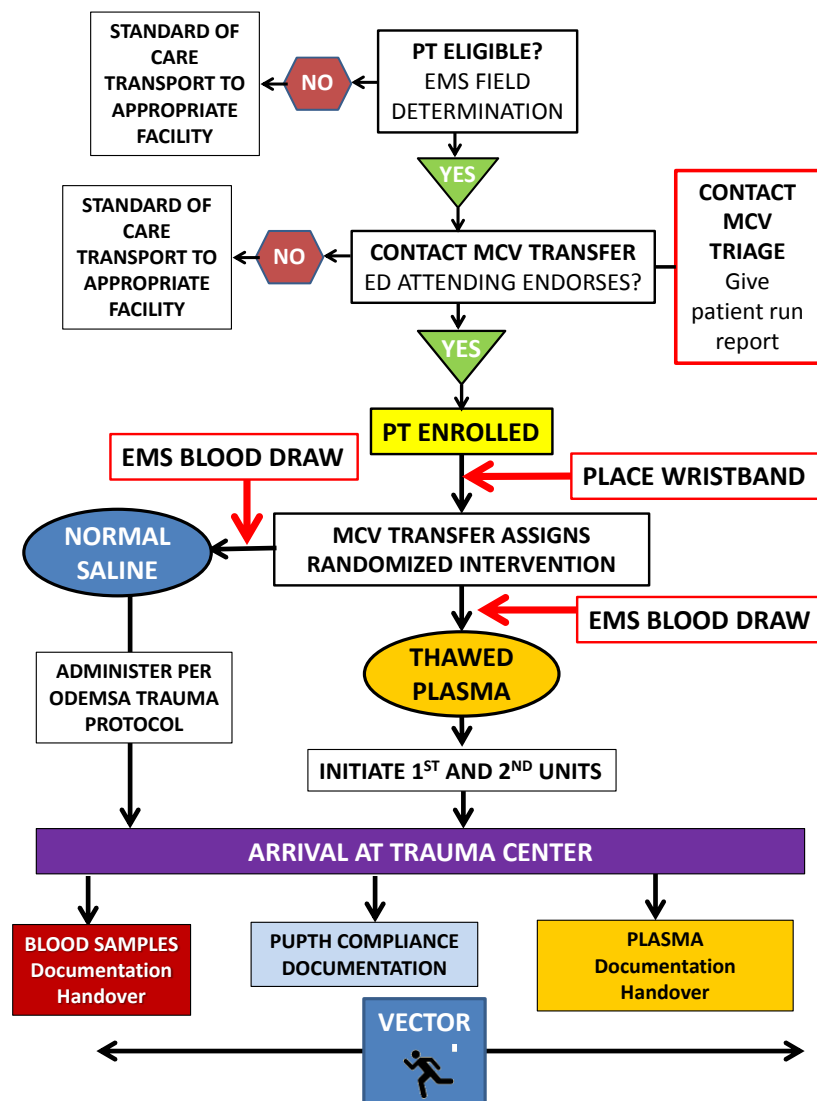 STANDARD OF
CARE
TRANSPORT TO
APPROPRIATE
FACILITY
NO
PT ELIGIBLE?
EMS FIELD
DETERMINATION
YES
STANDARD OF
CARE
TRANSPORT TO
APPROPRIATE
FACILITY
NO
CONTACT MCV TRANSFER
ED ATTENDING ENDORSES?
CONTACT
MCV
TRIAGE
Give
patient run
report
YES
PT ENROLLED
EMS BLOOD DRAW
PLACE WRISTBAND
NORMAL
SALINE
MCV TRANSFER ASSIGNS
RANDOMIZED INTERVENTION
EMS BLOOD DRAW
THAWED
PLASMA
ADMINISTER PER
ODEMSA TRAUMA
PROTOCOL
INITIATE 1ST AND 2ND UNITS
ARRIVAL AT TRAUMA CENTER
BLOOD SAMPLES
Documentation
Handover
PUPTH COMPLIANCE
DOCUMENTATION
PLASMA
Documentation
Handover
VECTOR